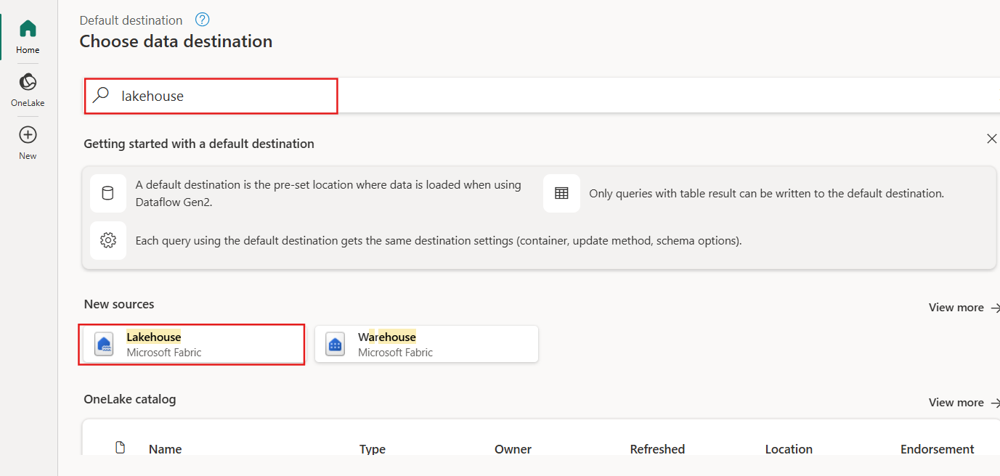 Default destination
Choose data destination
Home
lakehouse
OneLake
Getting started with a default destination
New
A default destination is the pre-set location where data is loaded when using
Dataflow Gen2.
Only queries with table result can be written to the default destination.
Each query using the default destination gets the same destination settings (container, update method, schema options).
New sources
View more
Lakehouse
Microsoft Fabric
Warehouse
Microsoft Fabric
OneLake catalog
View more
Name Type Owner Refreshed Location Endorsement